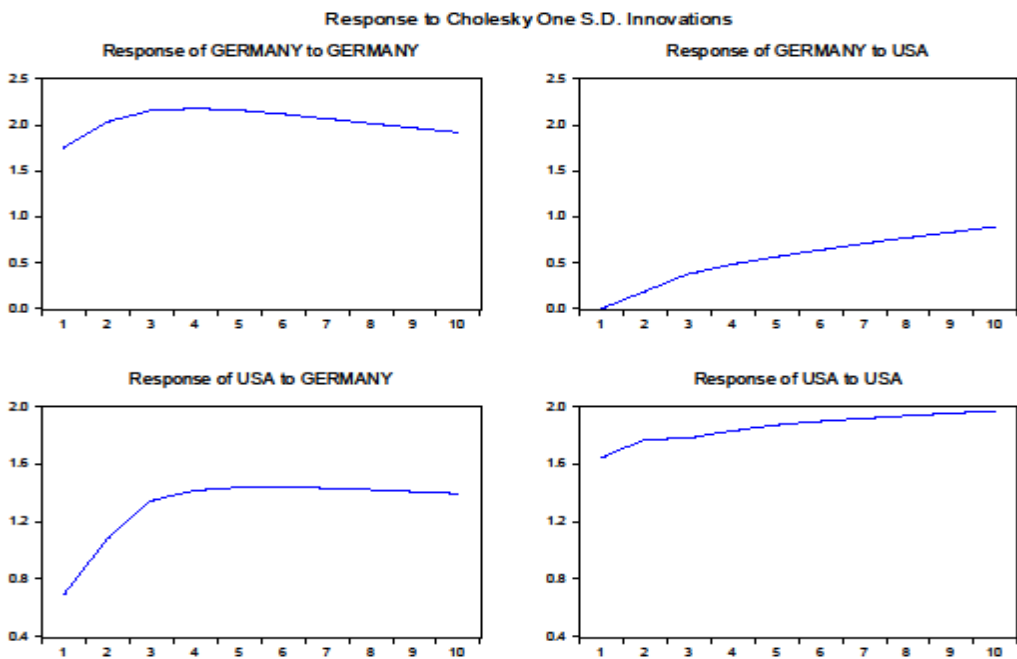 Response to Cholesky One S.D. Innovations
Response of GERMANY to GERMANY
2.5
2.0
1.5
1.0
0.5
0.0
1 2 3 4 5 6 7 8 9 10
Response of GERMANY to USA
2.5
2.0
1.5
1.0
0.5
0.0
1 2 3 4 5 6 7 8 9 10
Response of USA to GERMANY
2.0
1.6
1.2
0.8
0.4
1 2 3 4 5 6 7 8 9 10
Response of USA to USA
2.0
1.6
1.2
0.8
0.4
1 2 3 4 5 6 7 8 9 10